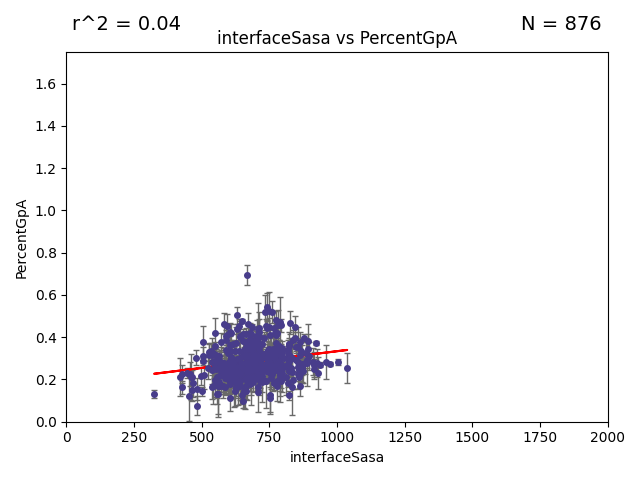 r^2 = 0.04
N = 876
interfaceSasa vs PercentGpA
PercentGpA
1.6
1.4
1.2
1.0
0.8
0.6
0.4
0.2
0.0
0 250 500 750 1000 1250 1500 1750 2000
interfaceSasa